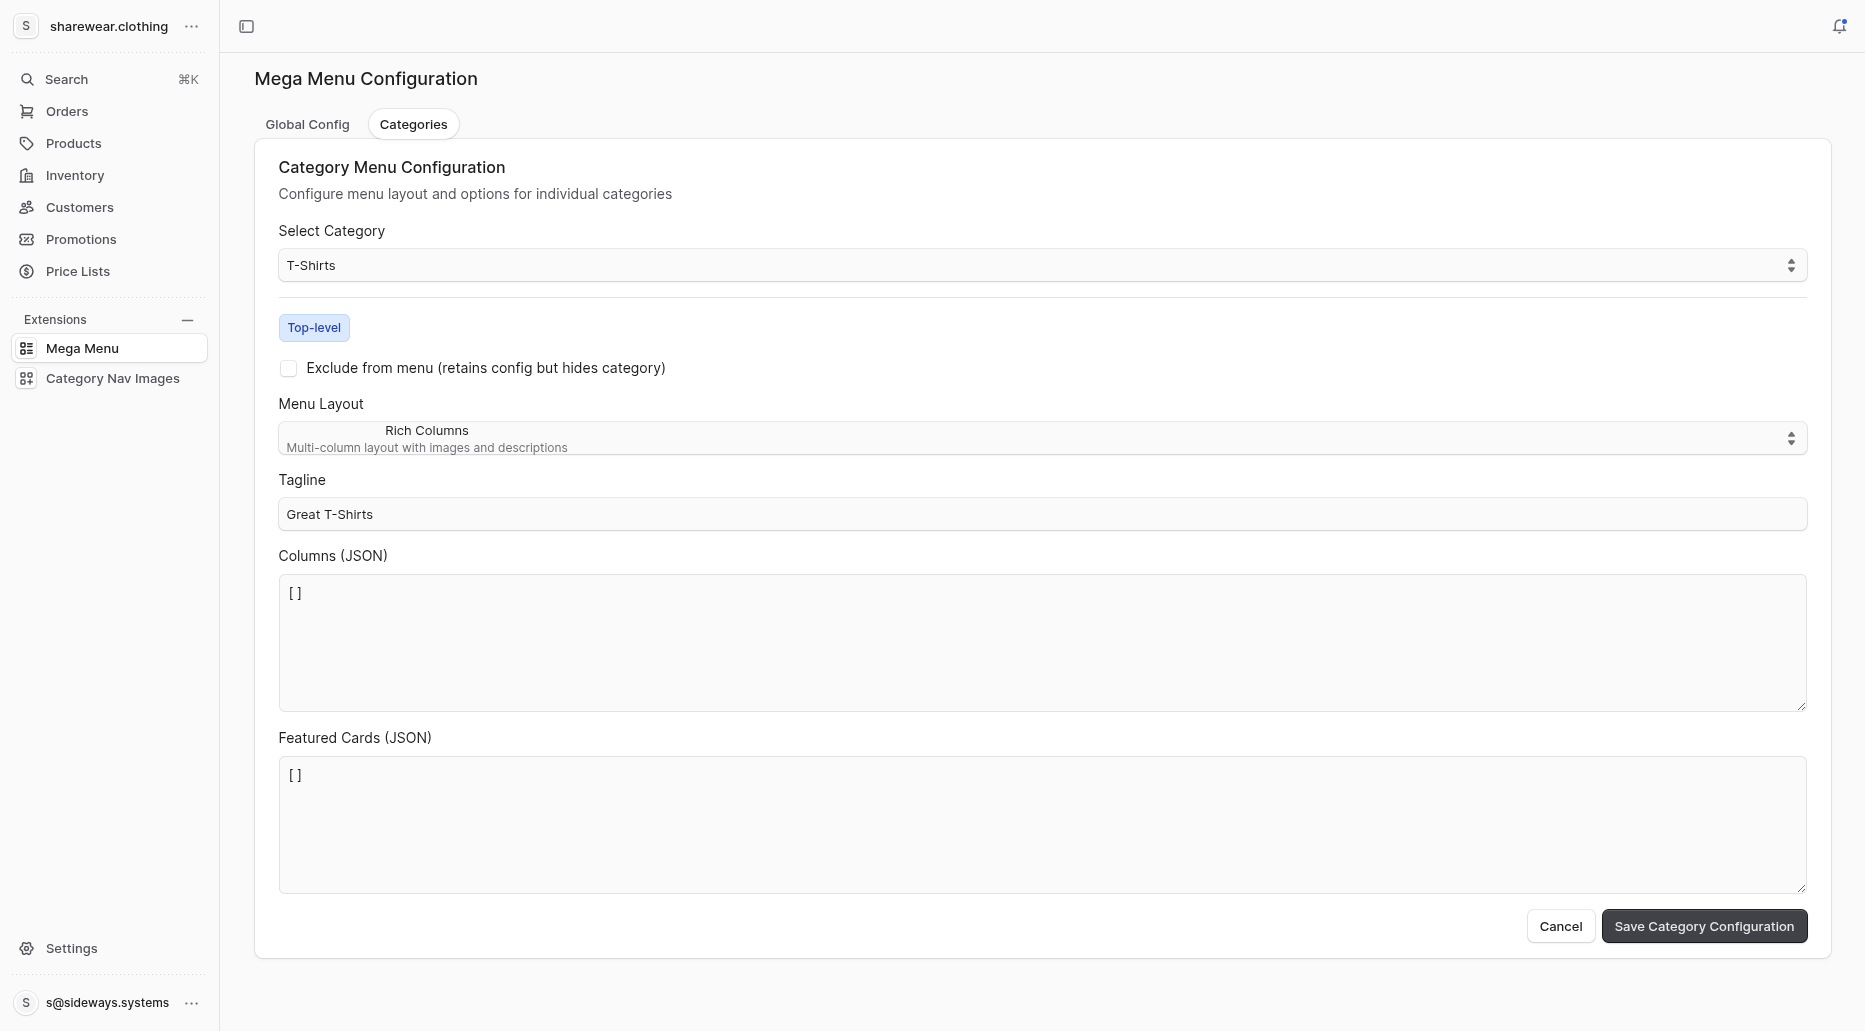 S sharewear.clothing ...
Search ⌘K
Orders
Products
Inventory
Customers
Promotions
Price Lists
Extensions
Mega Menu
Category Nav Images
Settings
S s@sideways.systems ...
Mega Menu Configuration
Global Config Categories
Category Menu Configuration
Configure menu layout and options for individual categories
Select Category
T-Shirts
Top-level
Exclude from menu (retains config but hides category)
Menu Layout
Rich Columns
Multi-column layout with images and descriptions
Tagline
Great T-Shirts
Columns (JSON)
[]
Featured Cards (JSON)
[]
Cancel Save Category Configuration